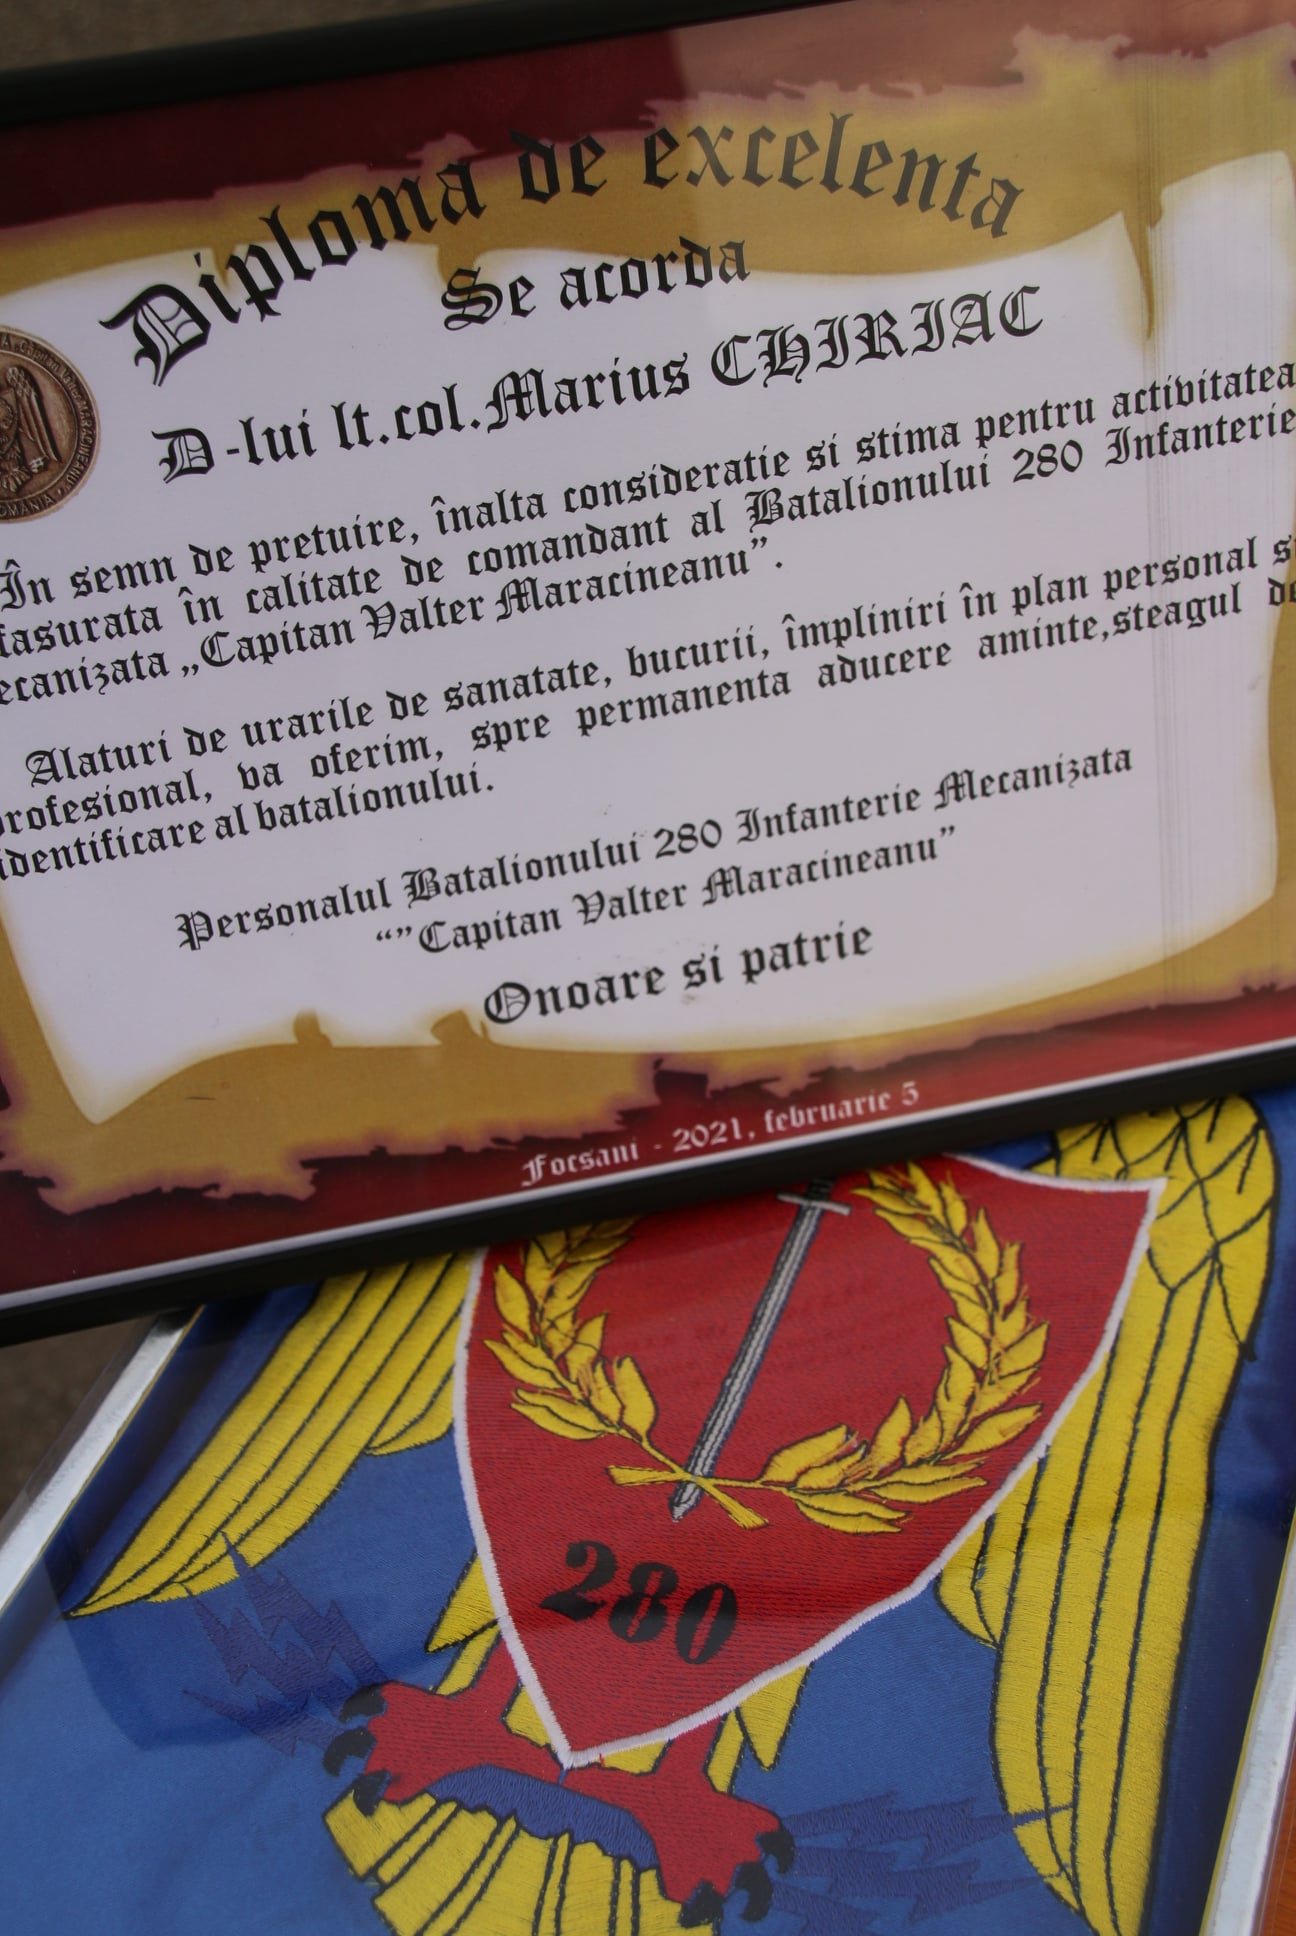 Diploma de excelenta
Se acorda
D-lui lt.col.Marius CHIRIAC
În semn de pretuire, înalta consideratie si stima pentru activitatea
fasurata în calitate de comandant al Batalionului 280 Infanterie
ecanizata „Capitan Valter Maracineanu”.
Alaturi de urarile de sanatate, bucurii, împliniri în plan personal si
profesional, va oferim, spre permanenta aducere aminte,steagul de
identificare al batalionului.
Personalul Batalionului 280 Infanterie Mecanizata
“”Capitan Valter Maracineanu”
Onoare si patrie
Focsani - 2021, februarie 5
280